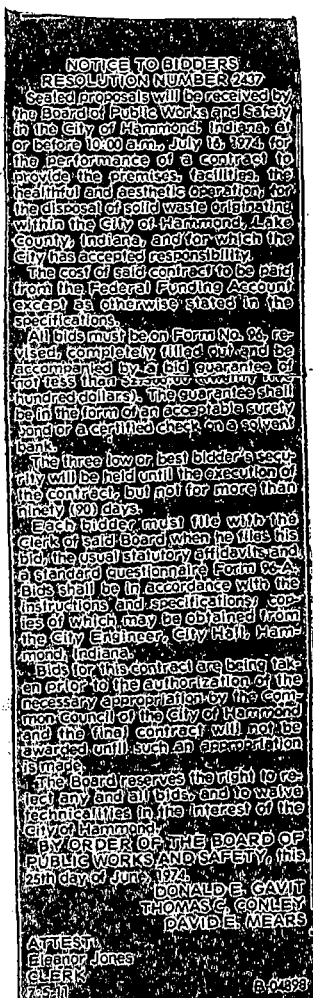 NOTICE TO BIDDERS
RESOLUTION NUMBER 2437
Sealed proposals will be received by
the Board of Public Works and Safety
in the City of Hammond, Indiana, at
or before 10:00 a.m., July 18, 1974, for
the performance of a contract to
provide the premises, facilities, the
healthful and aesthetic operation, for
the disposal of solid waste originating
within the City of Hammond, Lake
County, Indiana, and for which the
City has accepted responsibility.
The cost of said contract to be paid
from the Federal Funding Account
except as otherwise stated in the
specifications.
All bids must be on Form No. 96, re-
vised, completely filled out and be
accompanied by a bid guarantee of
not less than
hundred dollars). The guarantee shall
be in the form of an acceptable surety
bond or a certified check on a solvent
bank.
The three low or best bidder's secu-
rity will be held until the execution of
the contract, but not for more than
ninety (90) days.
Each bidder must file with the
Clerk of said Board when he files his
bid, the usual statutory affidavits and
a standard questionnaire Form 96-A.
Bids shall be in accordance with the
instructions and specifications, cop-
ies of which may be obtained from
the City Engineer, City Hall, Ham-
mond, Indiana.
Bids for this contract are being tak-
en prior to the authorization of the
necessary appropriation by the Com-
mon Council of the City of Hammond
and the final contract will not be
awarded until such an appropriation
is made.
The Board reserves the right to re-
ject any and all bids, and to waive
technicalities in the interest of the
City of Hammond.
BY ORDER OF THE BOARD OF
PUBLIC WORKS AND SAFETY, this
25th day of June, 1974.
DONALD E. GAVIT
THOMAS C. CONLEY
DAVID E. MEARS
ATTEST:
Eleanor Jones
CLERK
7-5-11 B-04898